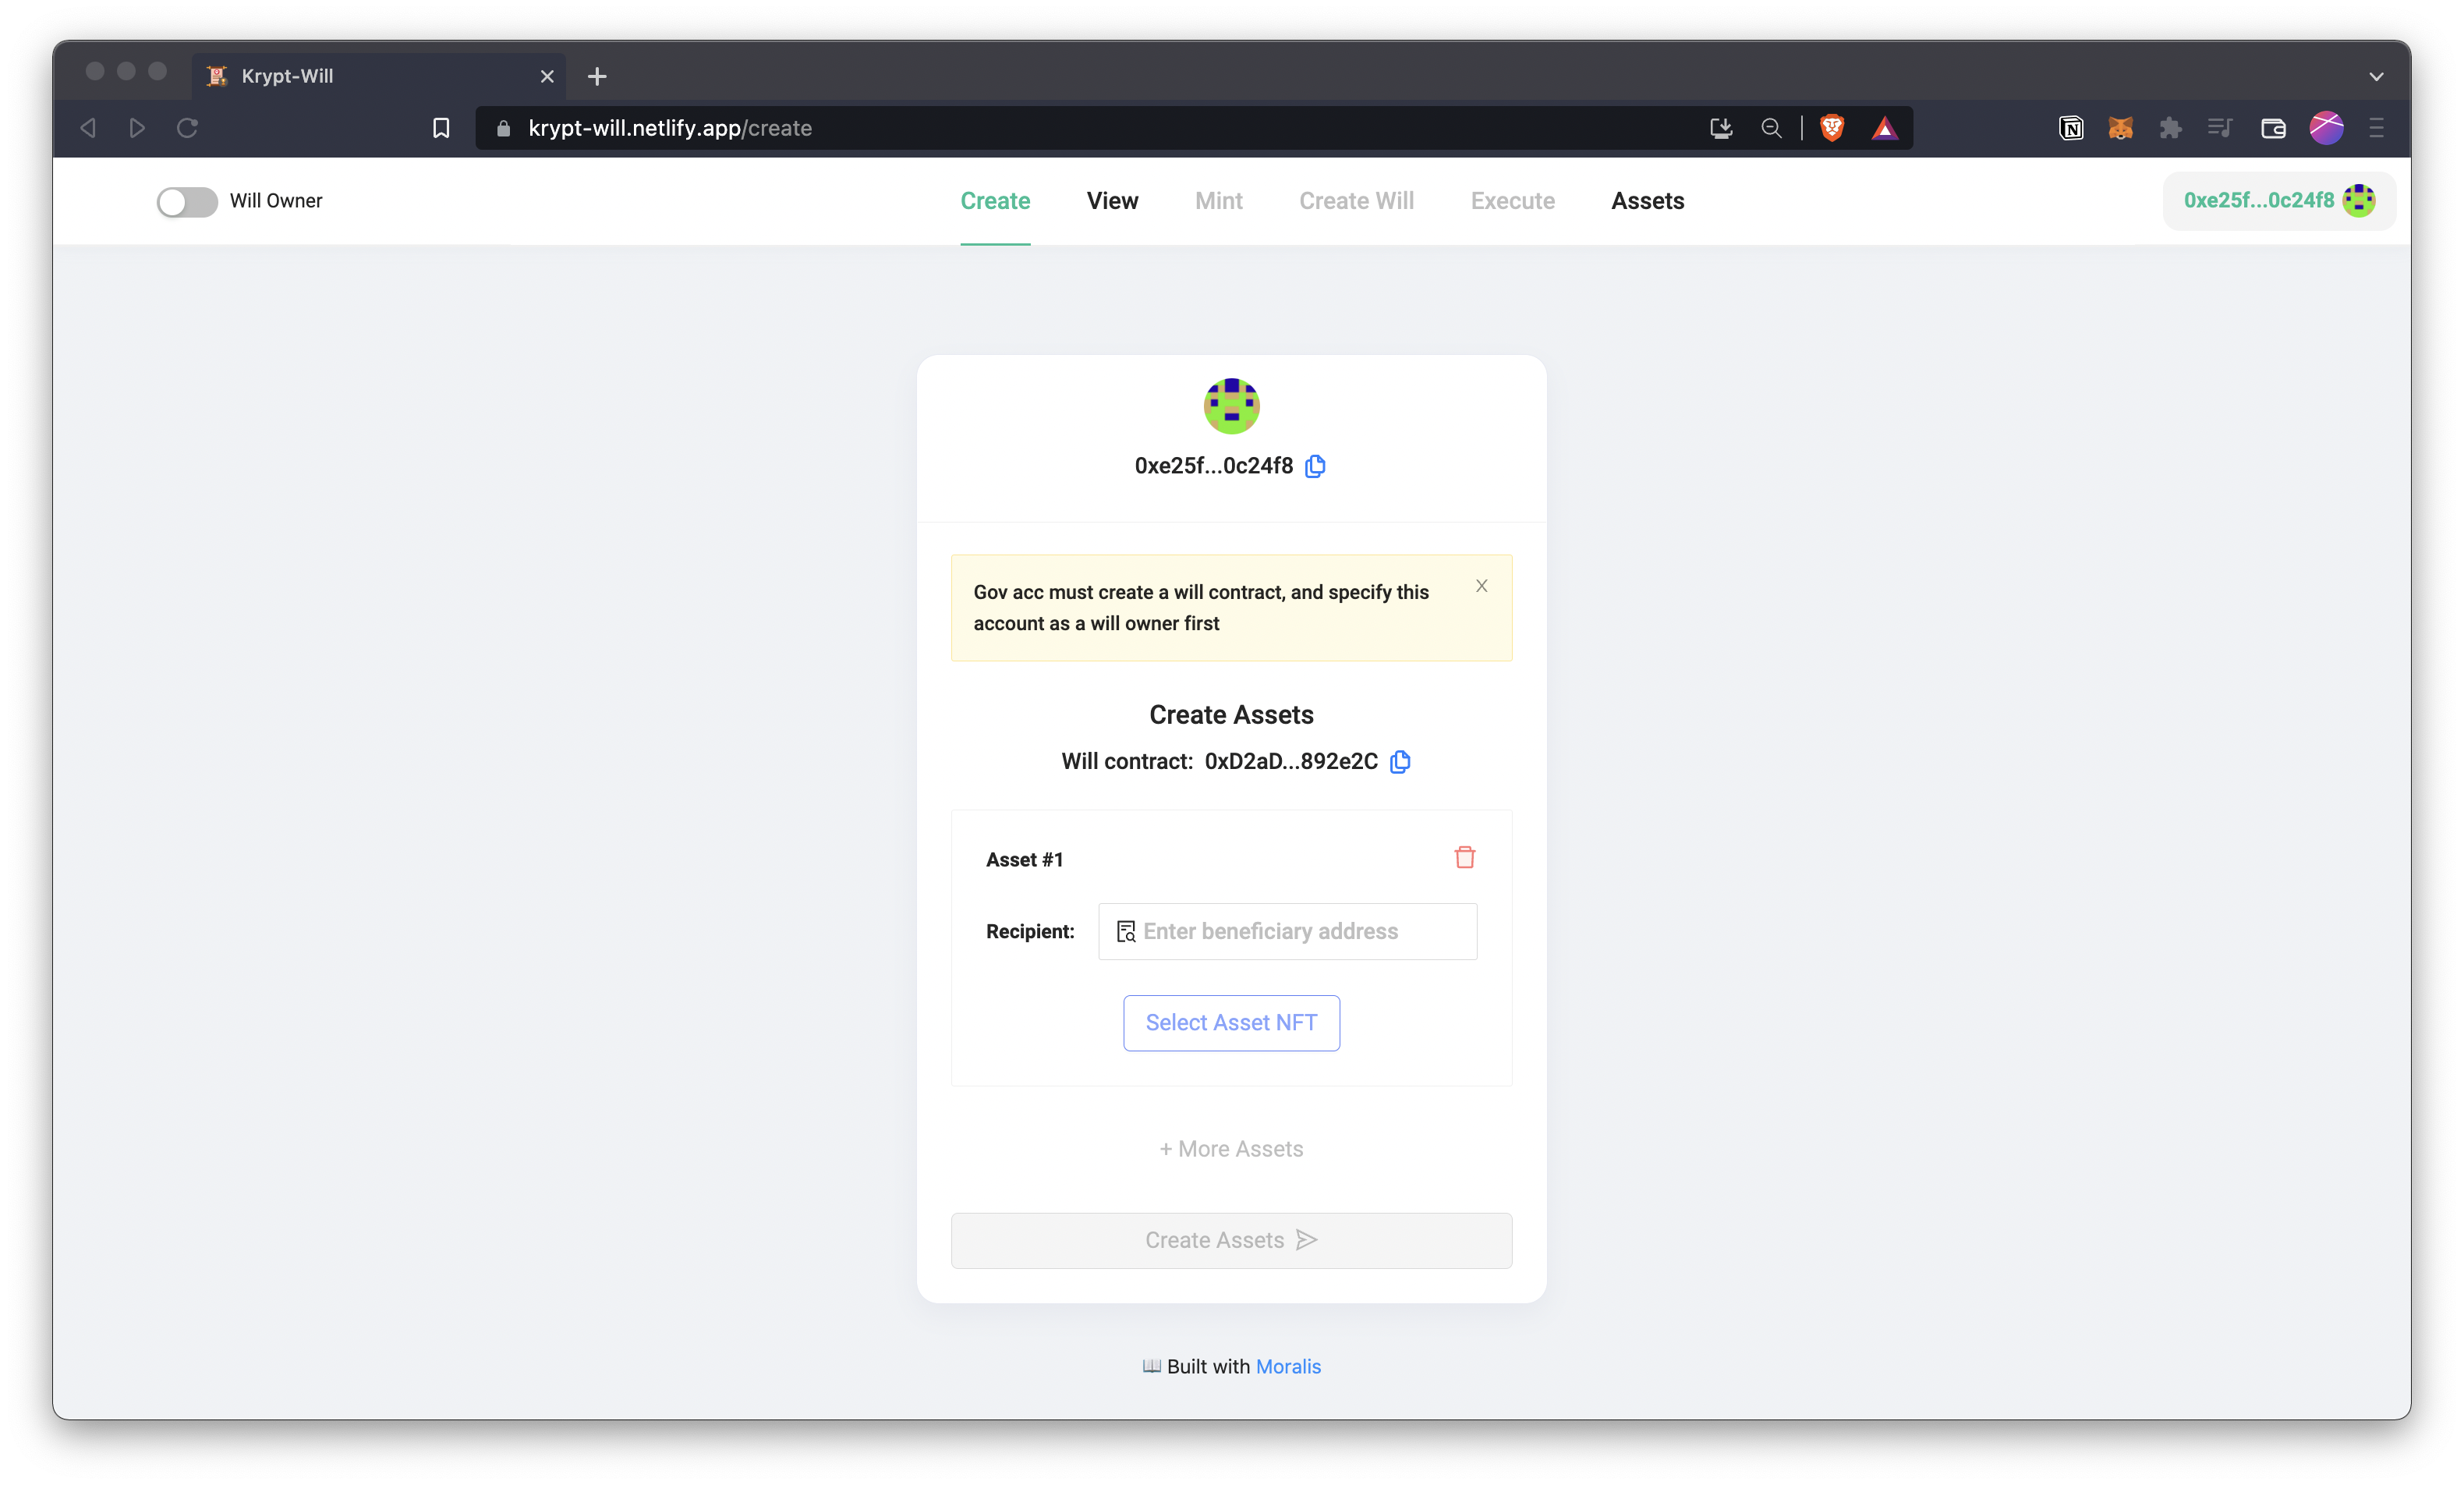 Krypt-Will
krypt-will.netlify.app/create
Will Owner
Create
View
Mint
Create Will
Execute
Assets
0xe25f...0c24f8
0xe25f...0c24f8
Gov acc must create a will contract, and specify this
account as a will owner first
Create Assets
Will contract: 0xD2aD...892e2C
Asset #1
Recipient:
Enter beneficiary address
Select Asset NFT
+ More Assets
Create Assets
Built with Moralis